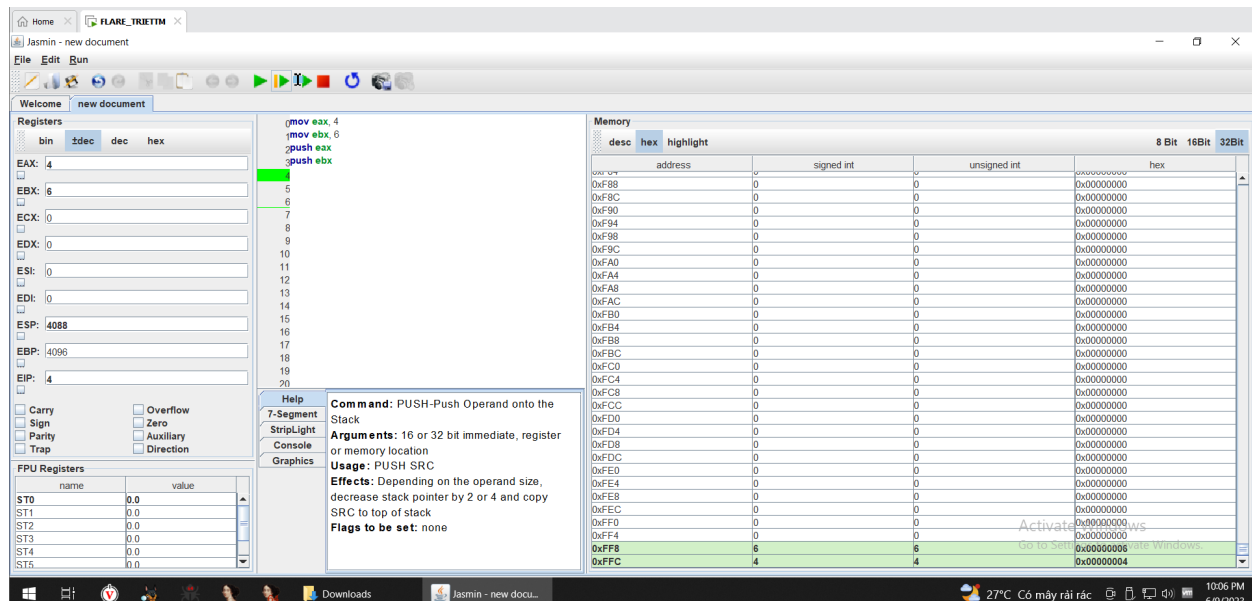 Home
FLARE_TRIETTM
Jasmin - new document
File Edit Run
Welcome new document
Registers
bin ±dec dec hex
EAX: 4
EBX: 6
ECX: 0
EDX: 0
ESI: 0
EDI: 0
ESP: 4088
EBP: 4096
EIP: 4
Carry Overflow
Sign Zero
Parity Auxiliary
Trap Direction
FPU Registers
name value
ST0 0.0
ST1 0.0
ST2 0.0
ST3 0.0
ST4 0.0
ST5 0.0
0 mov eax, 4
1 mov ebx, 6
2 push eax
3 push ebx
4
5
6
7
8
9
10
11
12
13
14
15
16
17
18
19
20
Help
7-Segment
StripLight
Console
Graphics
Command: PUSH-Push Operand onto the
Stack
Arguments: 16 or 32 bit immediate, register
or memory location
Usage: PUSH SRC
Effects: Depending on the operand size,
decrease stack pointer by 2 or 4 and copy
SRC to top of stack
Flags to be set: none
Memory
desc hex highlight 8 Bit 16Bit 32Bit
address signed int unsigned int hex
0xF88 0 0 0x00000000
0xF8C 0 0 0x00000000
0xF90 0 0 0x00000000
0xF94 0 0 0x00000000
0xF98 0 0 0x00000000
0xF9C 0 0 0x00000000
0xFA0 0 0 0x00000000
0xFA4 0 0 0x00000000
0xFA8 0 0 0x00000000
0xFAC 0 0 0x00000000
0xFB0 0 0 0x00000000
0xFB4 0 0 0x00000000
0xFB8 0 0 0x00000000
0xFBC 0 0 0x00000000
0xFC0 0 0 0x00000000
0xFC4 0 0 0x00000000
0xFC8 0 0 0x00000000
0xFCC 0 0 0x00000000
0xFD0 0 0 0x00000000
0xFD4 0 0 0x00000000
0xFD8 0 0 0x00000000
0xFDC 0 0 0x00000000
0xFE0 0 0 0x00000000
0xFE4 0 0 0x00000000
0xFE8 0 0 0x00000000
0xFEC 0 0 0x00000000
0xFF0 0 0 0x00000000
0xFF4 0 0 0x00000000
0xFF8 6 6 0x00000006
0xFFC 4 4 0x00000004
Activate Windows
Downloads
Jasmin - new docu...
27°C Có mây rải rác
10:06 PM